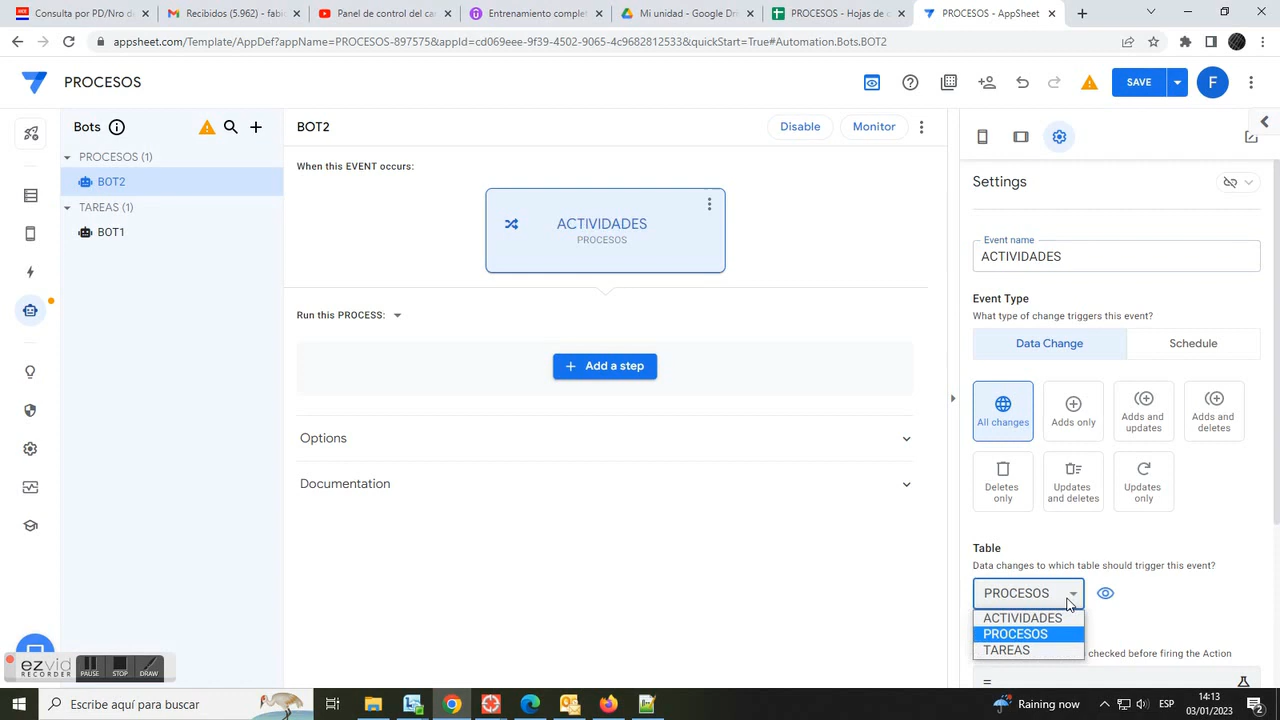 Consulta por PD/Nro d
Recibidos (5.962) - fabi
Panel de control del ca
Entrenamiento comple
Mi unidad - Google Dr
PROCESOS - Hojas de c
PROCESOS - AppSheet
appsheet.com/Template/AppDef?appName=PROCESOS-897575&appId=cd069eee-9f39-4502-9065-4c9682812533&quickStart=True#Automation.Bots.BOT2
PROCESOS
SAVE
F
Bots
BOT2
Disable
Monitor
PROCESOS (1)
BOT2
TAREAS (1)
BOT1
When this EVENT occurs:
ACTIVIDADES
PROCESOS
Run this PROCESS:
Add a step
Options
Documentation
Settings
Event name
ACTIVIDADES
Event Type
What type of change triggers this event?
Data Change
Schedule
All changes
Adds only
Adds and updates
Adds and deletes
Deletes only
Updates and deletes
Updates only
Table
Data changes to which table should trigger this event?
PROCESOS
ACTIVIDADES
PROCESOS
TAREAS
checked before firing the Action
=
ezvid
RECORDER
PAUSE
STOP
DRAW
Escribe aquí para buscar
Raining now
ESP
14:13
03/01/2023
2